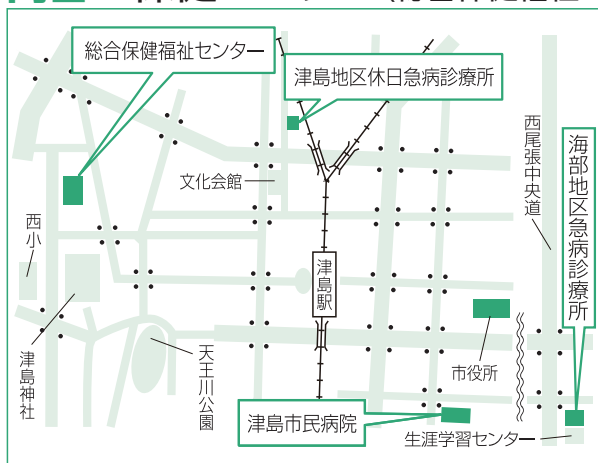 総合保健福祉センター
津島地区休日急病診療所
西尾張中央道
海部地区急病診療所
文化会館
西小
津島駅
津島神社
天王川公園
市役所
津島市民病院
生涯学習センター